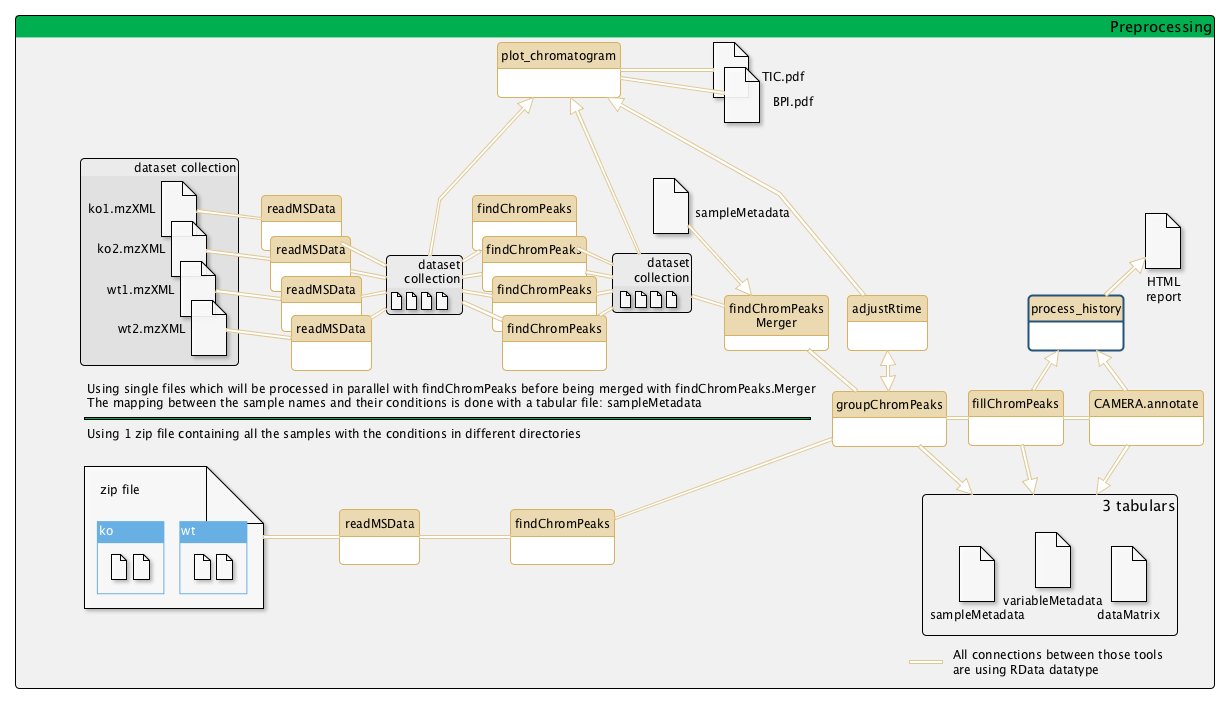 Preprocessing
plot_chromatogram
TIC.pdf
BPI.pdf
dataset collection
ko1.mzXML
ko2.mzXML
wt1.mzXML
wt2.mzXML
readMSData
readMSData
readMSData
readMSData
dataset
collection
findChromPeaks
findChromPeaks
findChromPeaks
findChromPeaks
dataset
collection
sampleMetadata
findChromPeaks
Merger
adjustRtime
process_history
HTML
report
Using single files which will be processed in parallel with findChromPeaks before being merged with findChromPeaks.Merger
The mapping between the sample names and their conditions is done with a tabular file: sampleMetadata
groupChromPeaks
fillChromPeaks
CAMERA.annotate
Using 1 zip file containing all the samples with the conditions in different directories
zip file
ko
wt
readMSData
findChromPeaks
3 tabulars
sampleMetadata
variableMetadata
dataMatrix
All connections between those tools
are using RData datatype